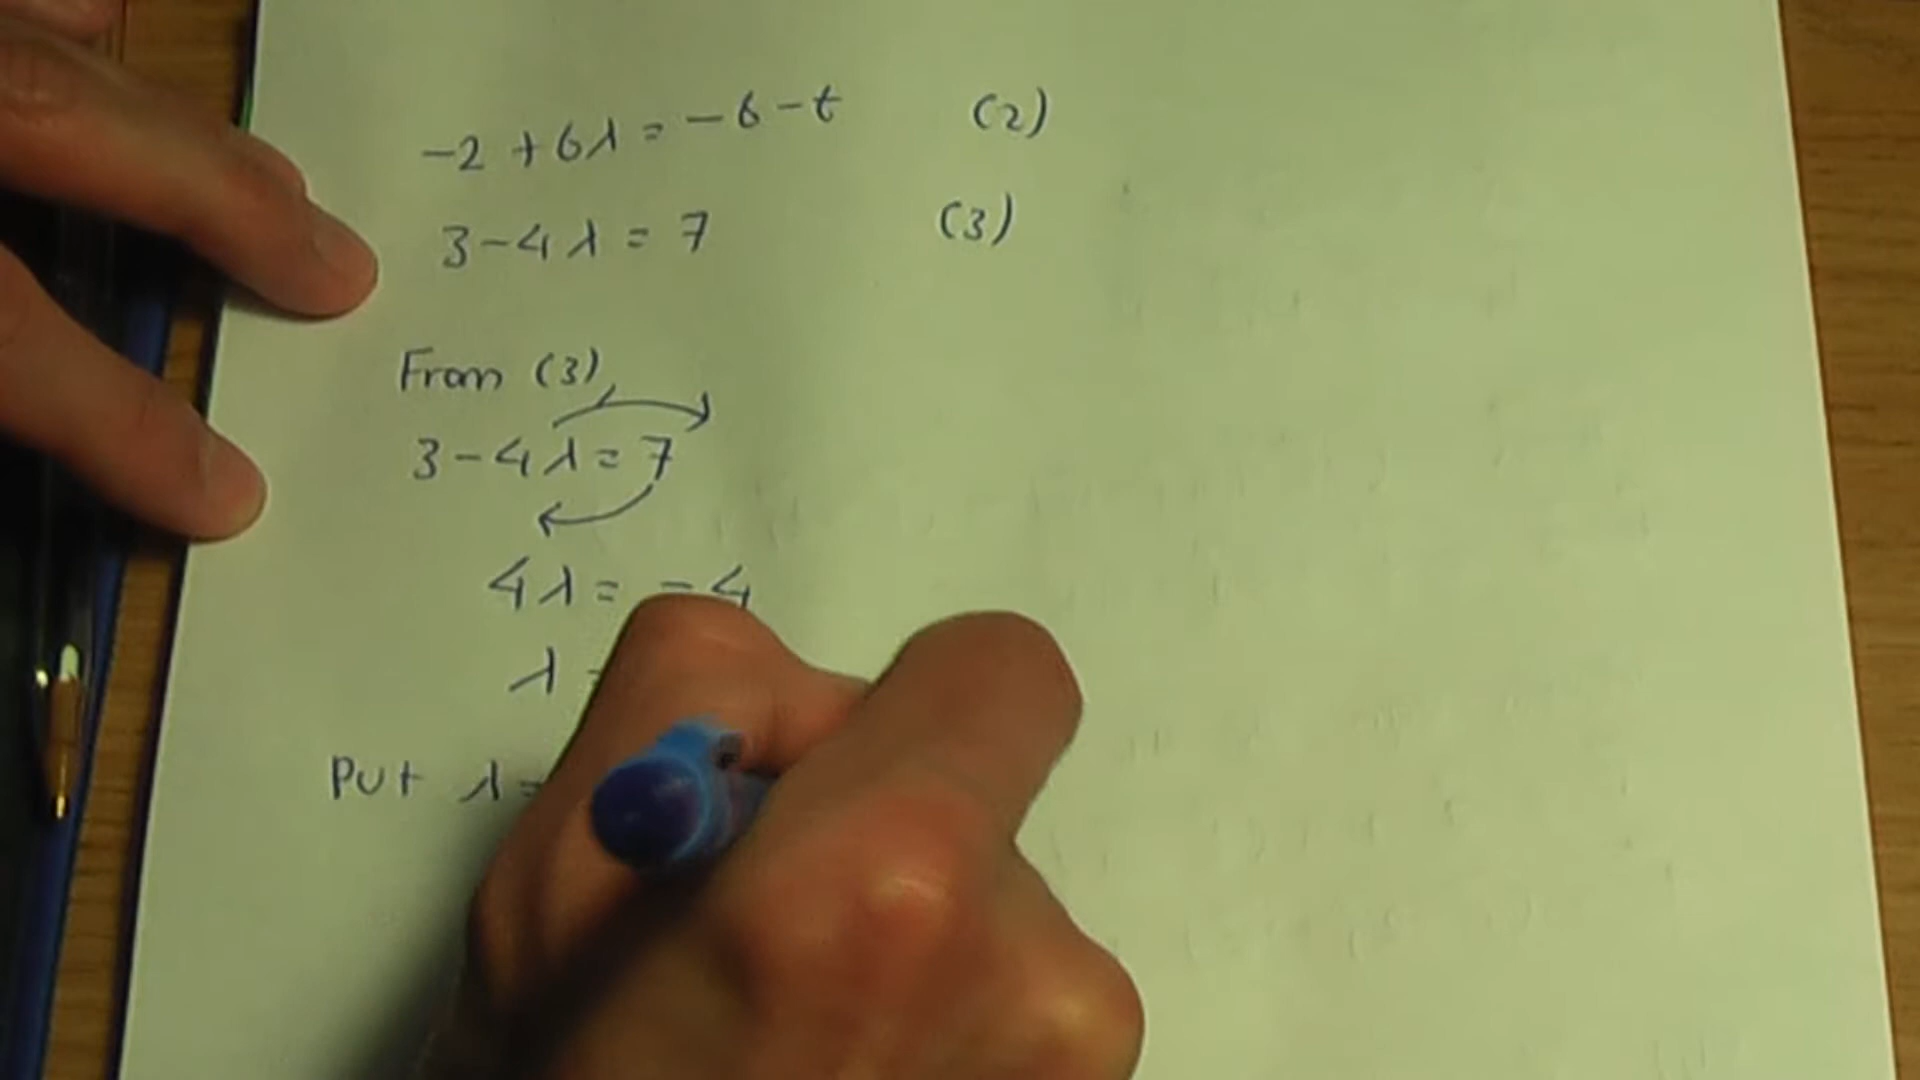 -2 + 6λ = -6 - t (2)
3 - 4λ = 7 (3)
From (3),
3 - 4λ = 7
4λ = -4
λ =
Put λ =